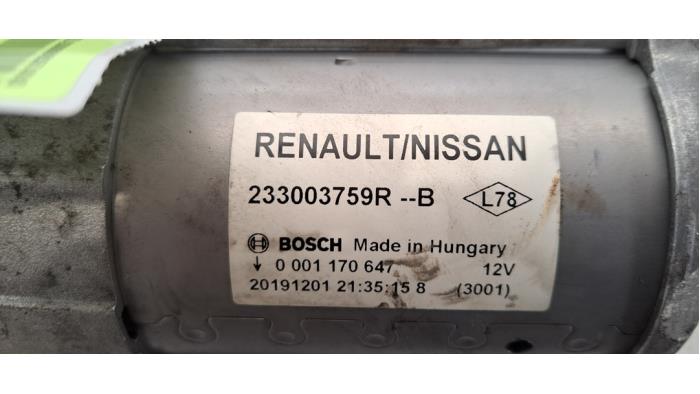 RENAULT/NISSAN
233003759R --B L78
BOSCH Made in Hungary
0 001 170 647 12V
20191201 21:35:15 8 (3001)